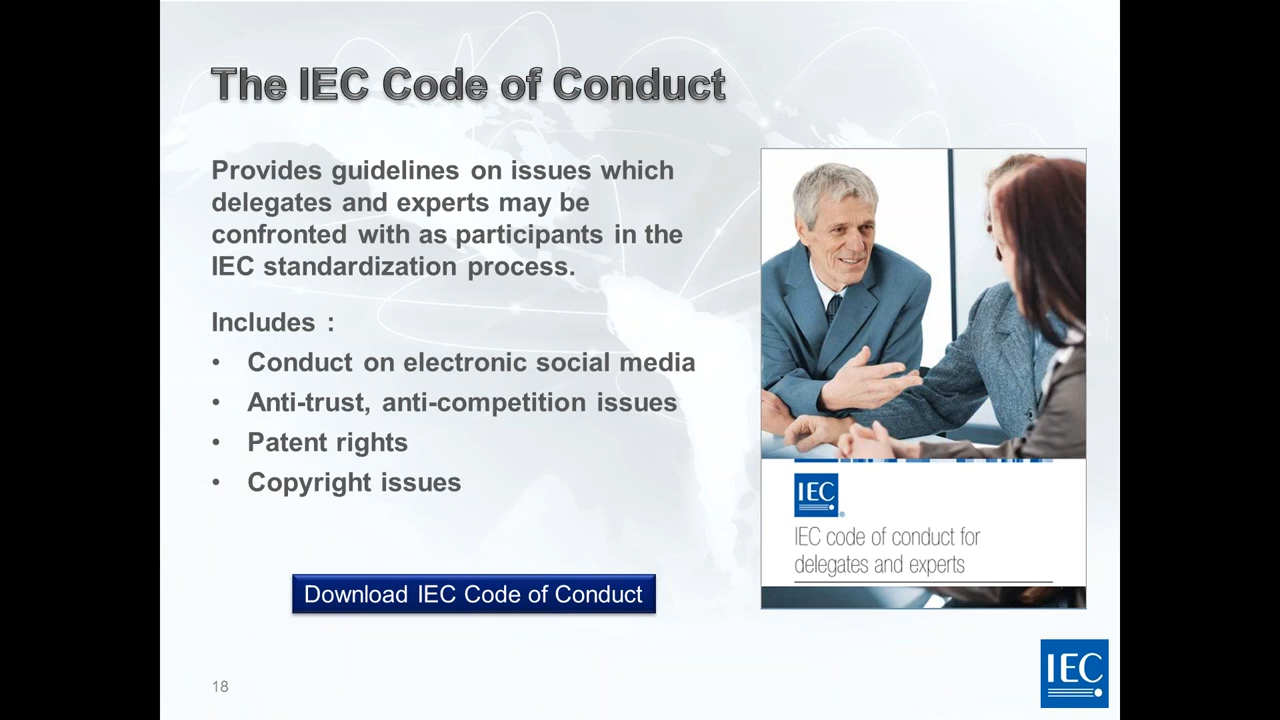 The IEC Code of Conduct
Provides guidelines on issues which
delegates and experts may be
confronted with as participants in the
IEC standardization process.
Includes :
• Conduct on electronic social media
• Anti-trust, anti-competition issues
• Patent rights
• Copyright issues
Download IEC Code of Conduct
IEC®
IEC code of conduct for
delegates and experts
18
IEC